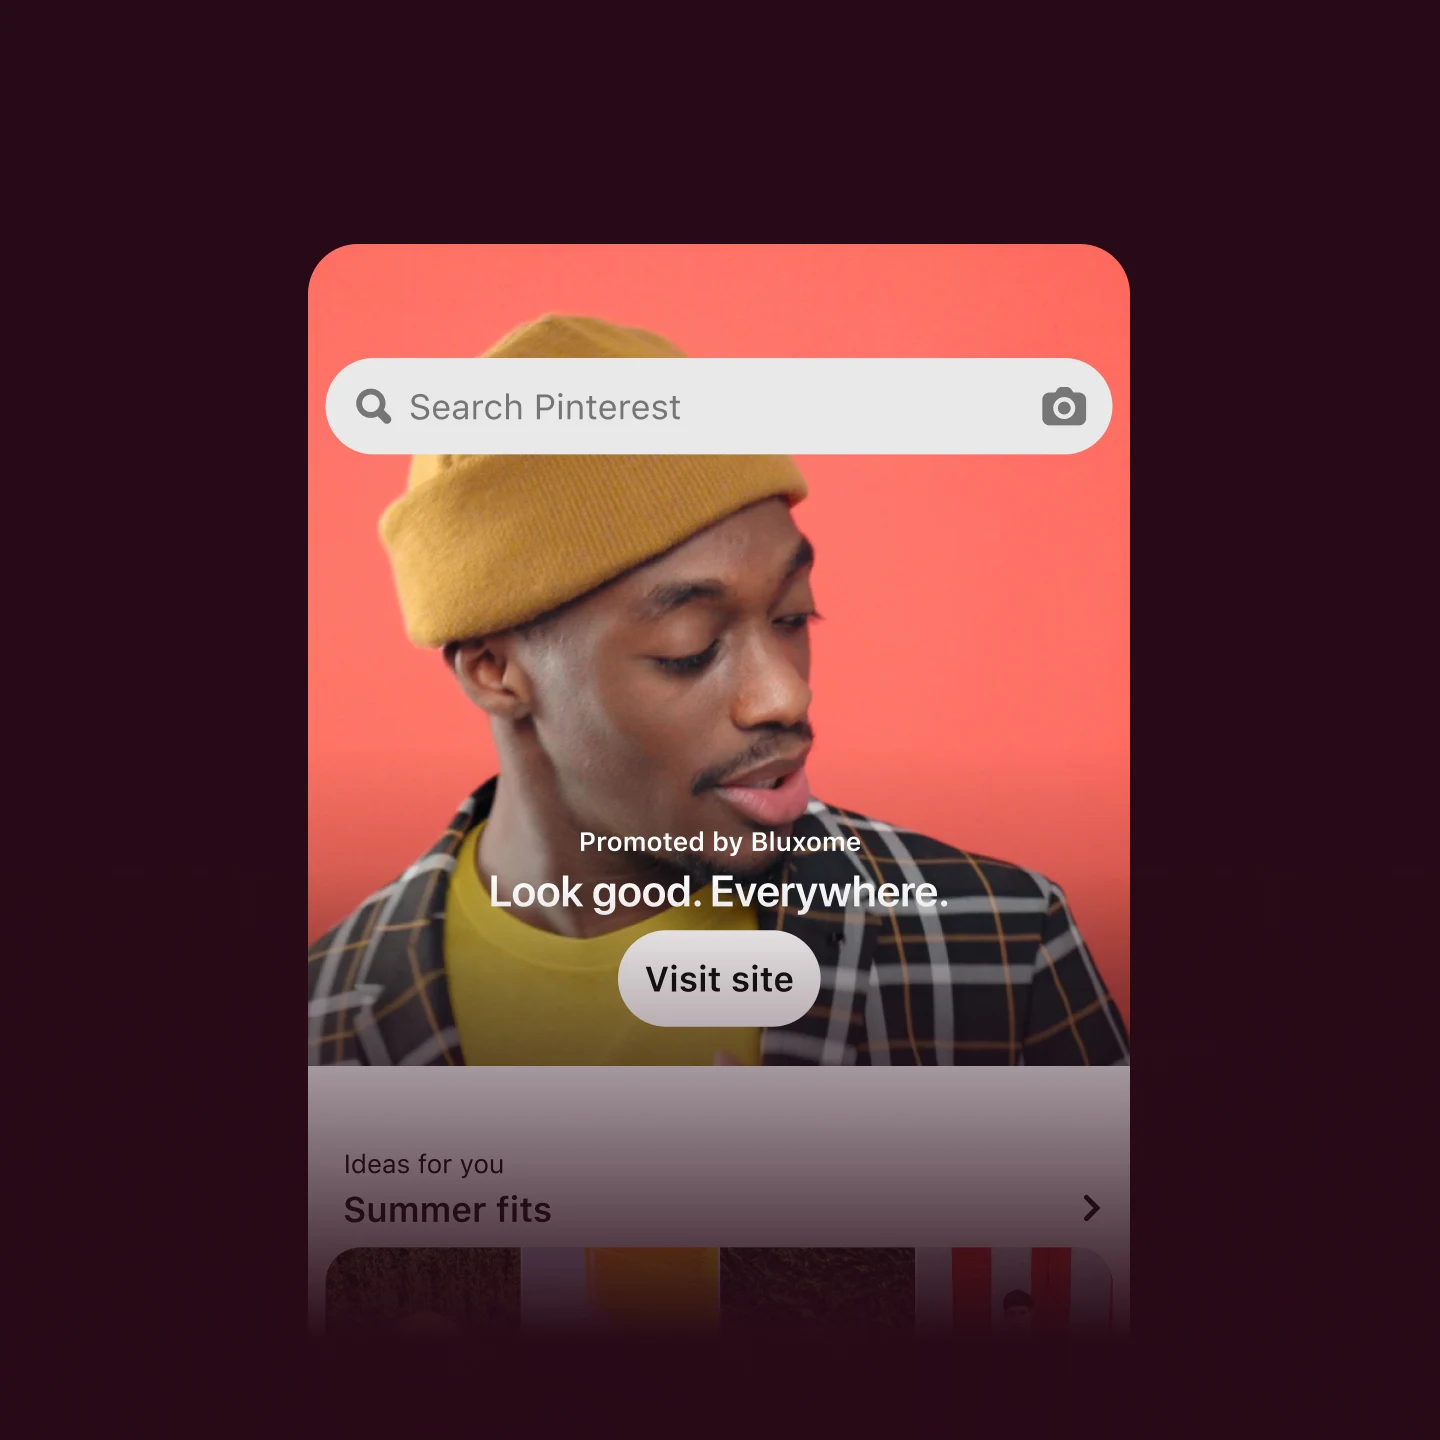 Search Pinterest
Promoted by Bluxome
Look good. Everywhere.
Visit site
Ideas for you
Summer fits